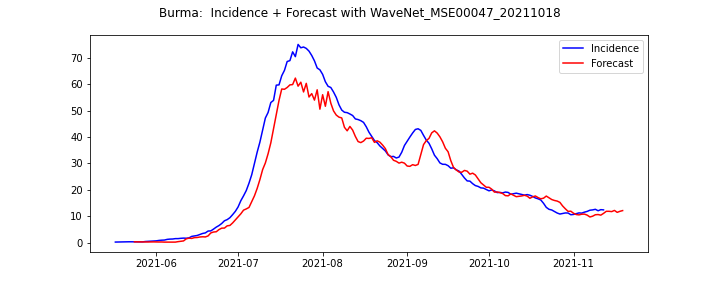 Burma:  Incidence + Forecast with WaveNet_MSE00047_20211018
Incidence
Forecast
70
60
50
40
30
20
10
0
2021-06 2021-07 2021-08 2021-09 2021-10 2021-11